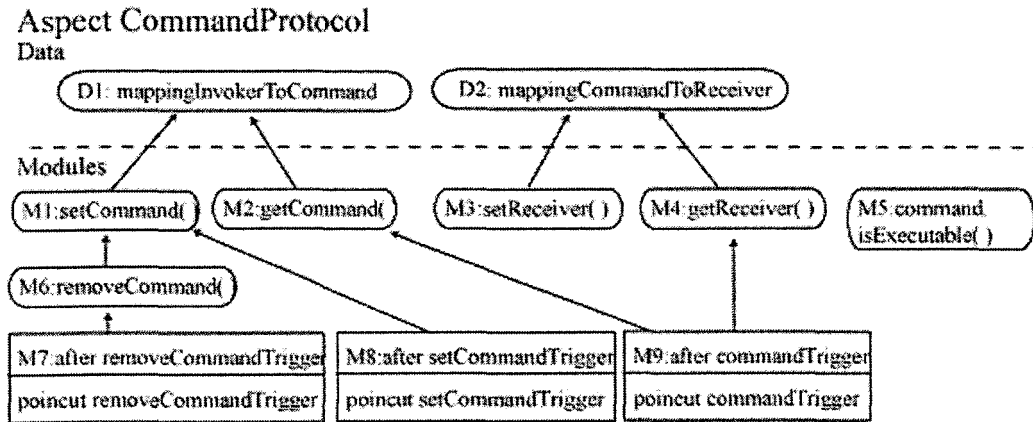 Aspect CommandProtocol
Data
D1: mappingInvokerToCommand
D2: mappingCommandToReceiver
Modules
M1:setCommand( )
M2:getCommand( )
M3:setReceiver( )
M4:getReceiver( )
M5:command.
isExecutable( )
M6:removeCommand( )
M7:after removeCommandTrigger
poincut removeCommandTrigger
M8:after setCommandTrigger
poincut setCommandTrigger
M9:after commandTrigger
poincut commandTrigger